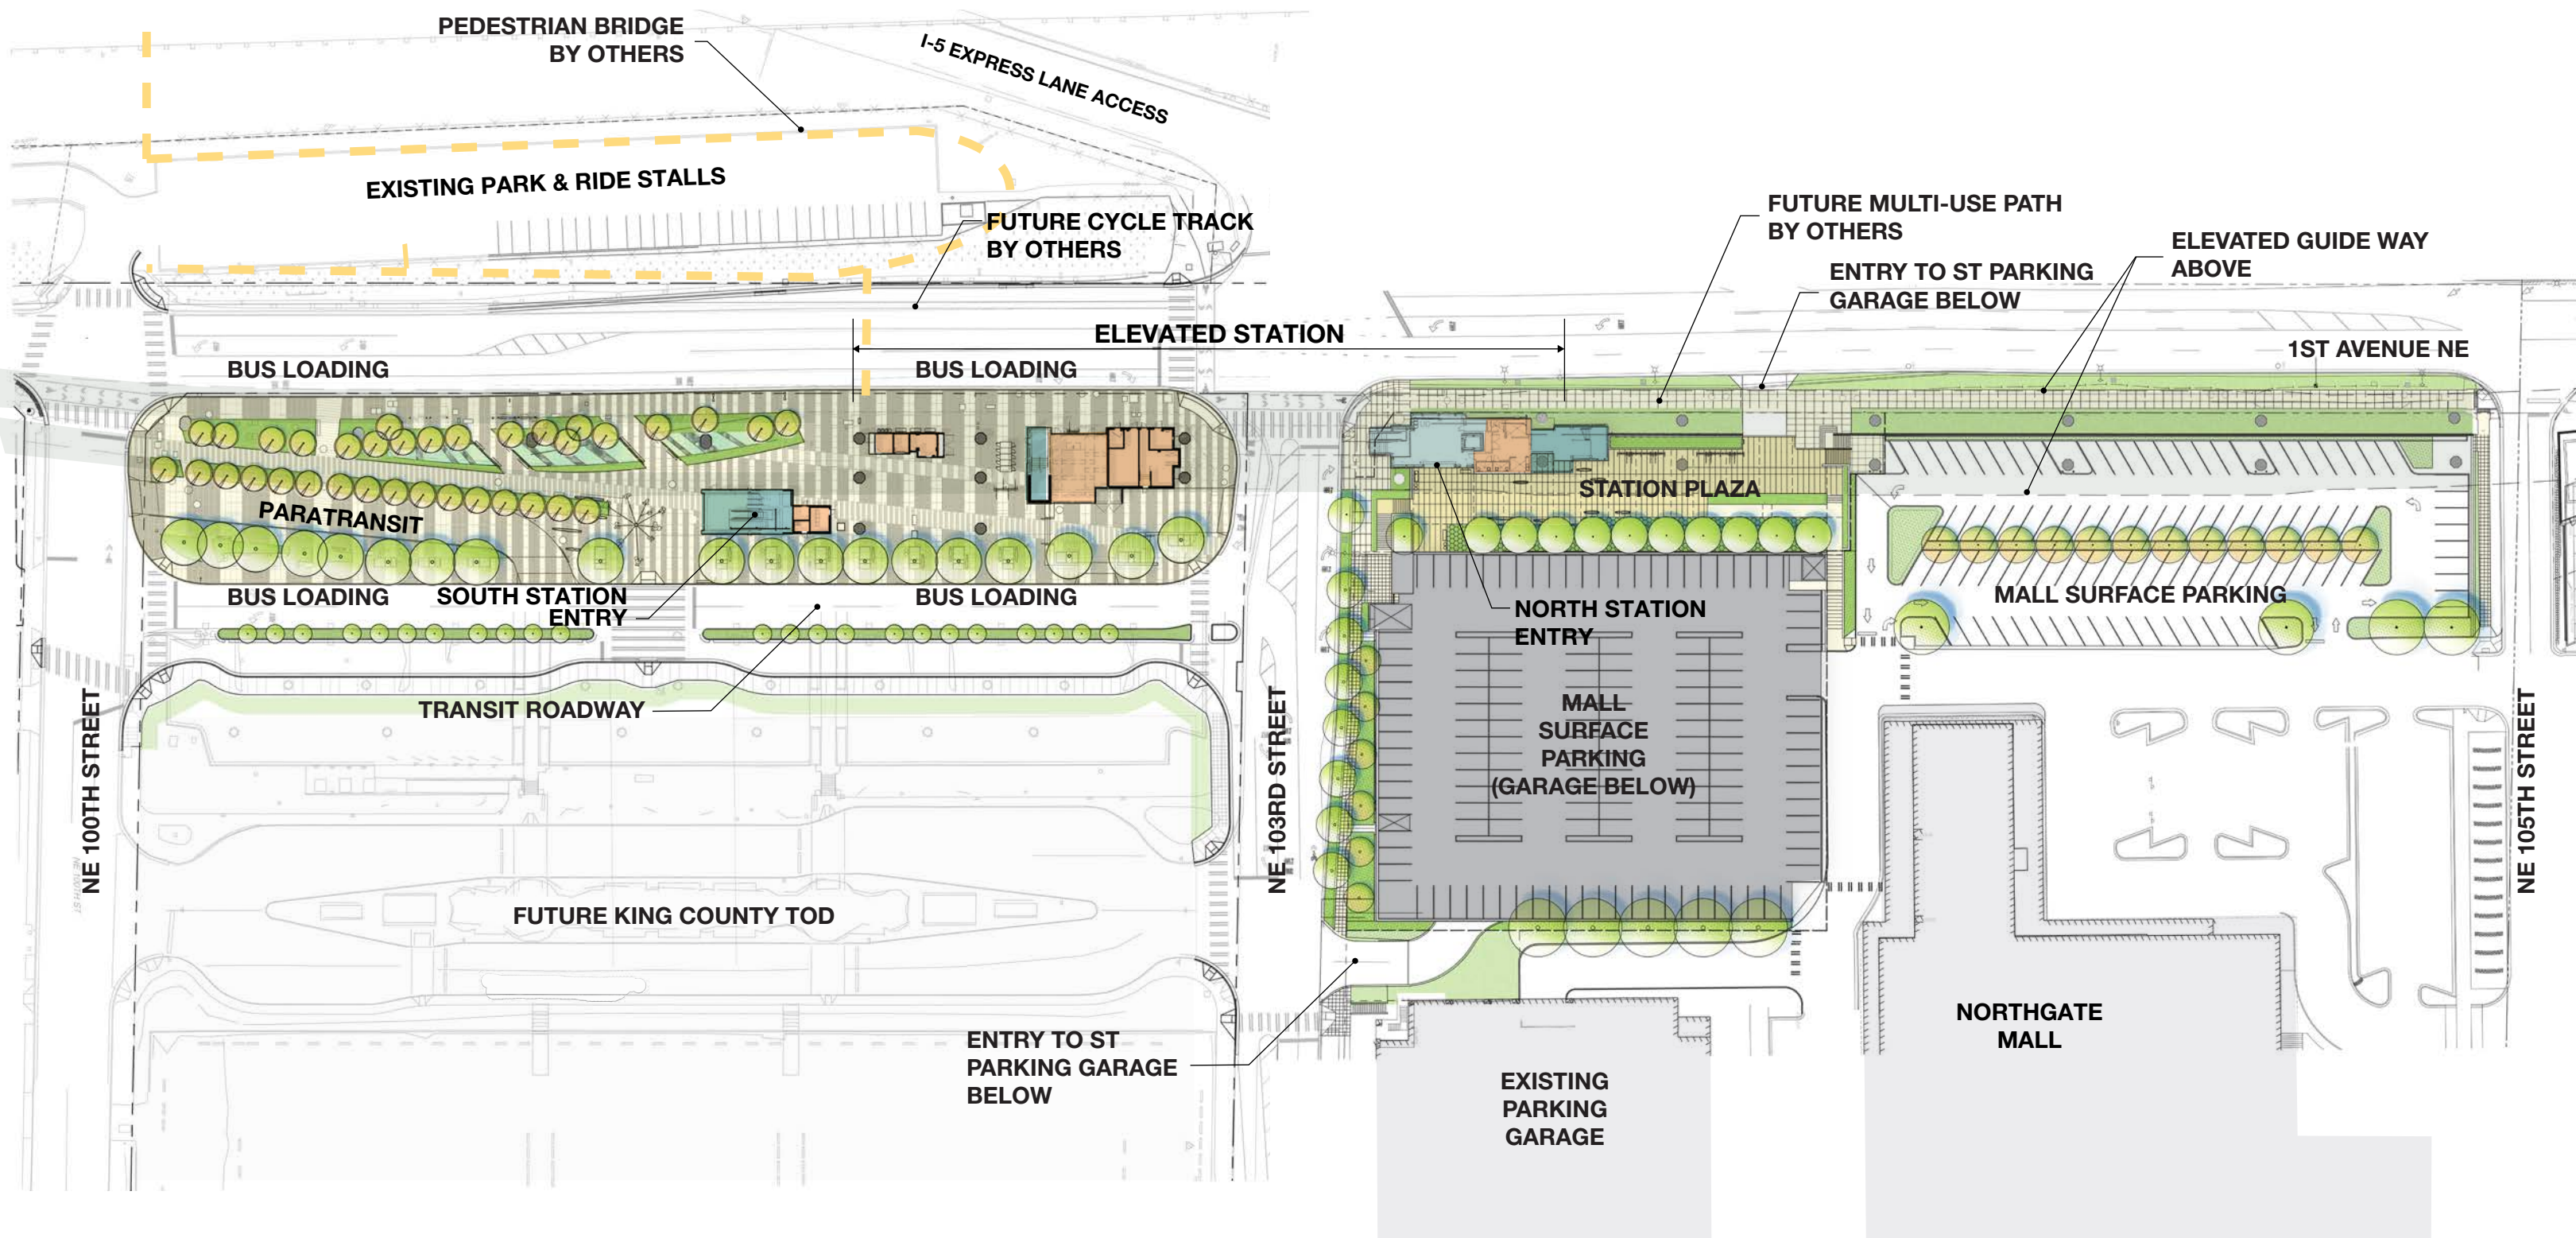 PEDESTRIAN BRIDGE
BY OTHERS
I-5 EXPRESS LANE ACCESS
EXISTING PARK & RIDE STALLS
FUTURE CYCLE TRACK
BY OTHERS
FUTURE MULTI-USE PATH
BY OTHERS
ELEVATED GUIDE WAY
ABOVE
ENTRY TO ST PARKING
GARAGE BELOW
ELEVATED STATION
1ST AVENUE NE
BUS LOADING
BUS LOADING
STATION PLAZA
PARATRANSIT
BUS LOADING
SOUTH STATION
ENTRY
BUS LOADING
NORTH STATION
ENTRY
MALL SURFACE PARKING
TRANSIT ROADWAY
MALL
SURFACE
PARKING
(GARAGE BELOW)
NE 100TH STREET
NE 100TH ST
NE 103RD STREET
NE 105TH STREET
FUTURE KING COUNTY TOD
ENTRY TO ST
PARKING GARAGE
BELOW
NORTHGATE
MALL
EXISTING
PARKING
GARAGE